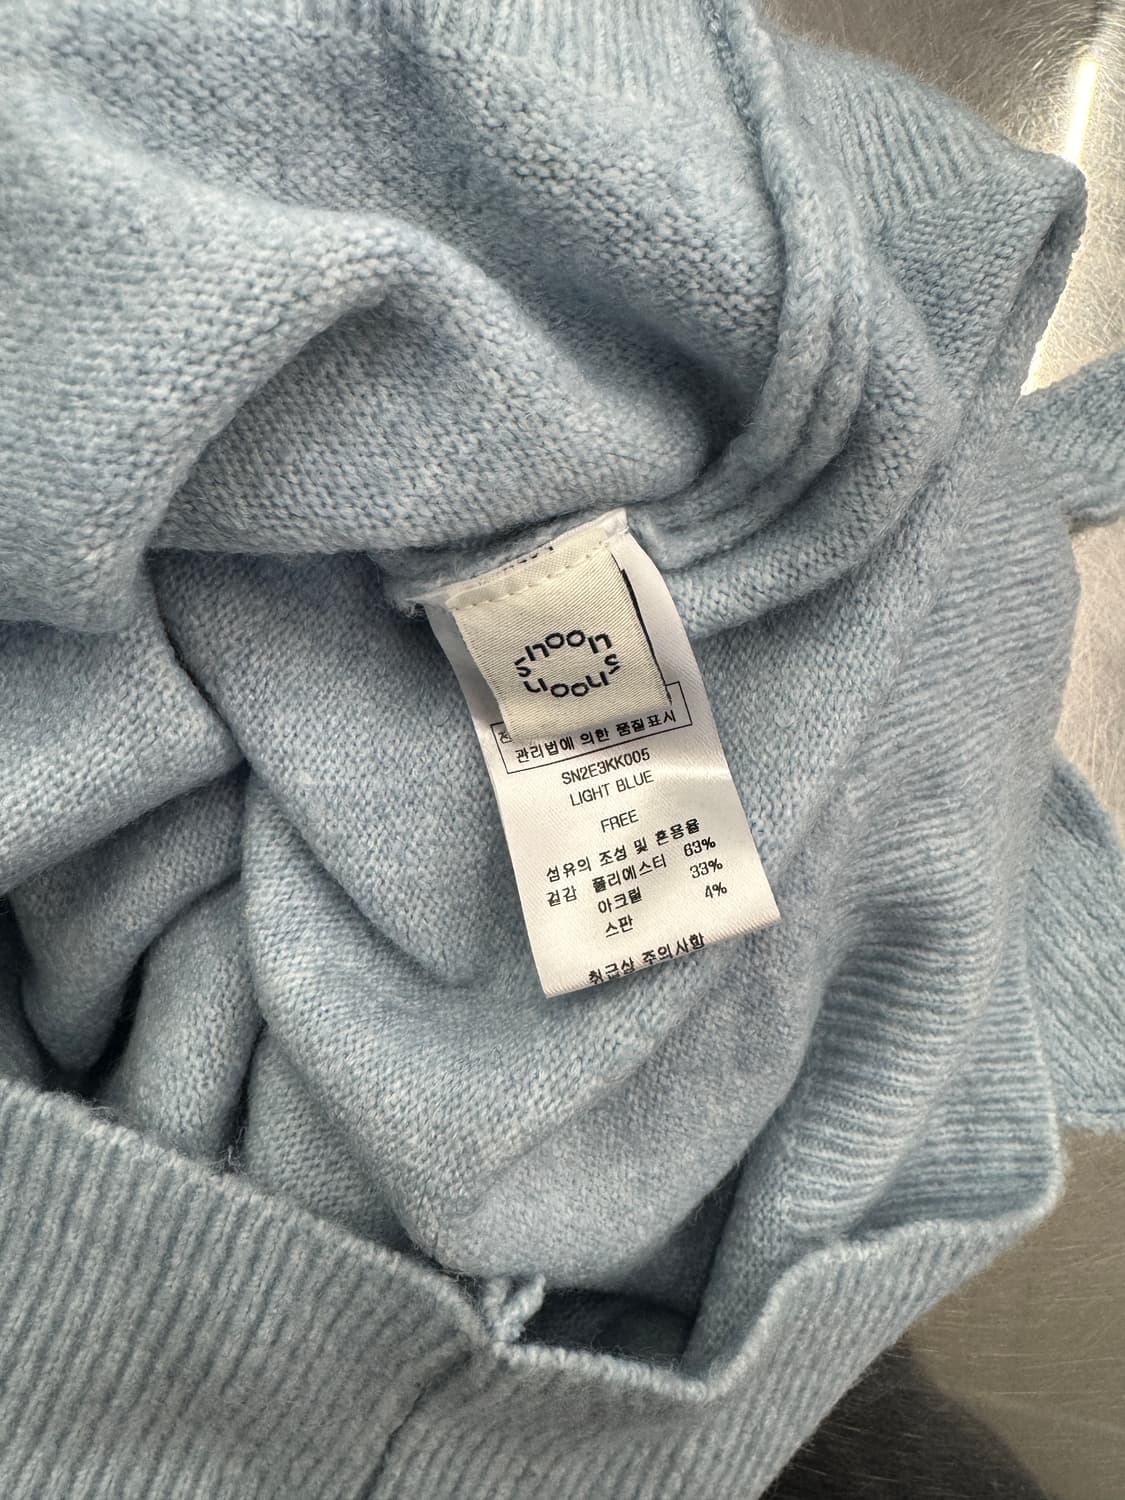 noon
noon
관리법에 의한 품질표시
SN2E3KK005
LIGHT BLUE
FREE
섬유의 조성 및 혼용율
겉감 폴리에스터 63%
아크릴 33%
스판 4%
취급상 주의사항